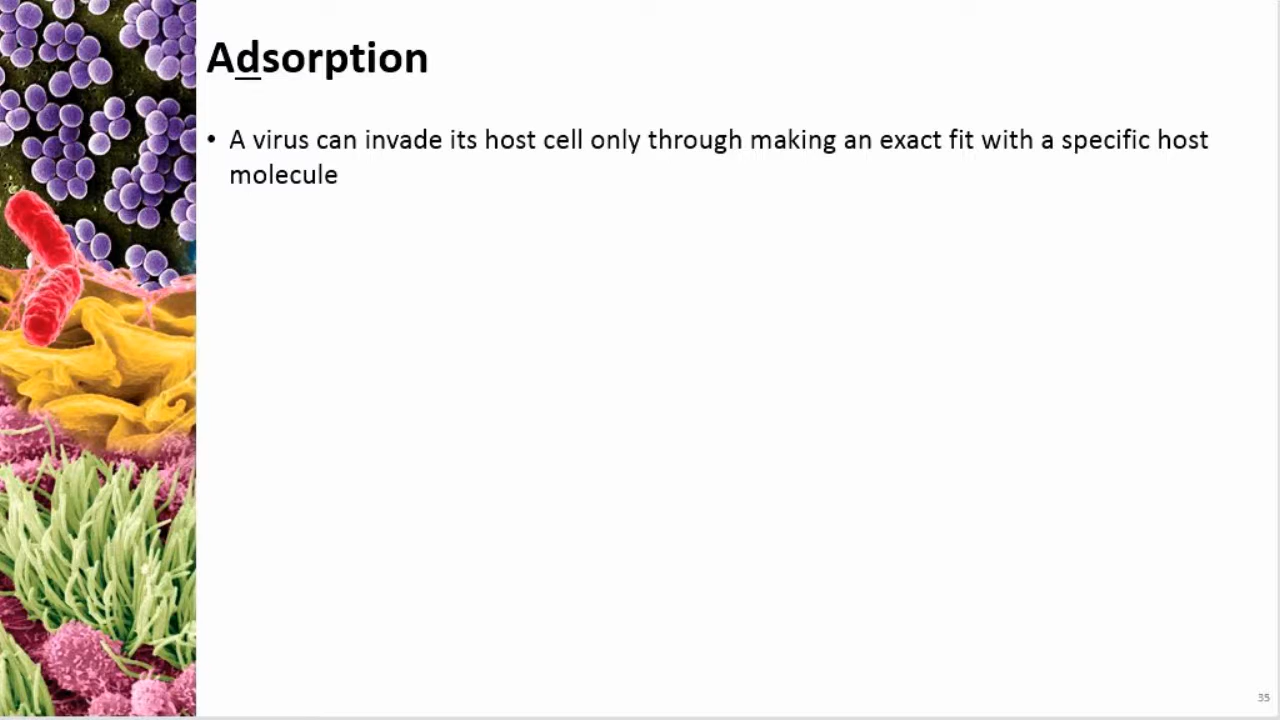 Adsorption
• A virus can invade its host cell only through making an exact fit with a specific host
molecule
35